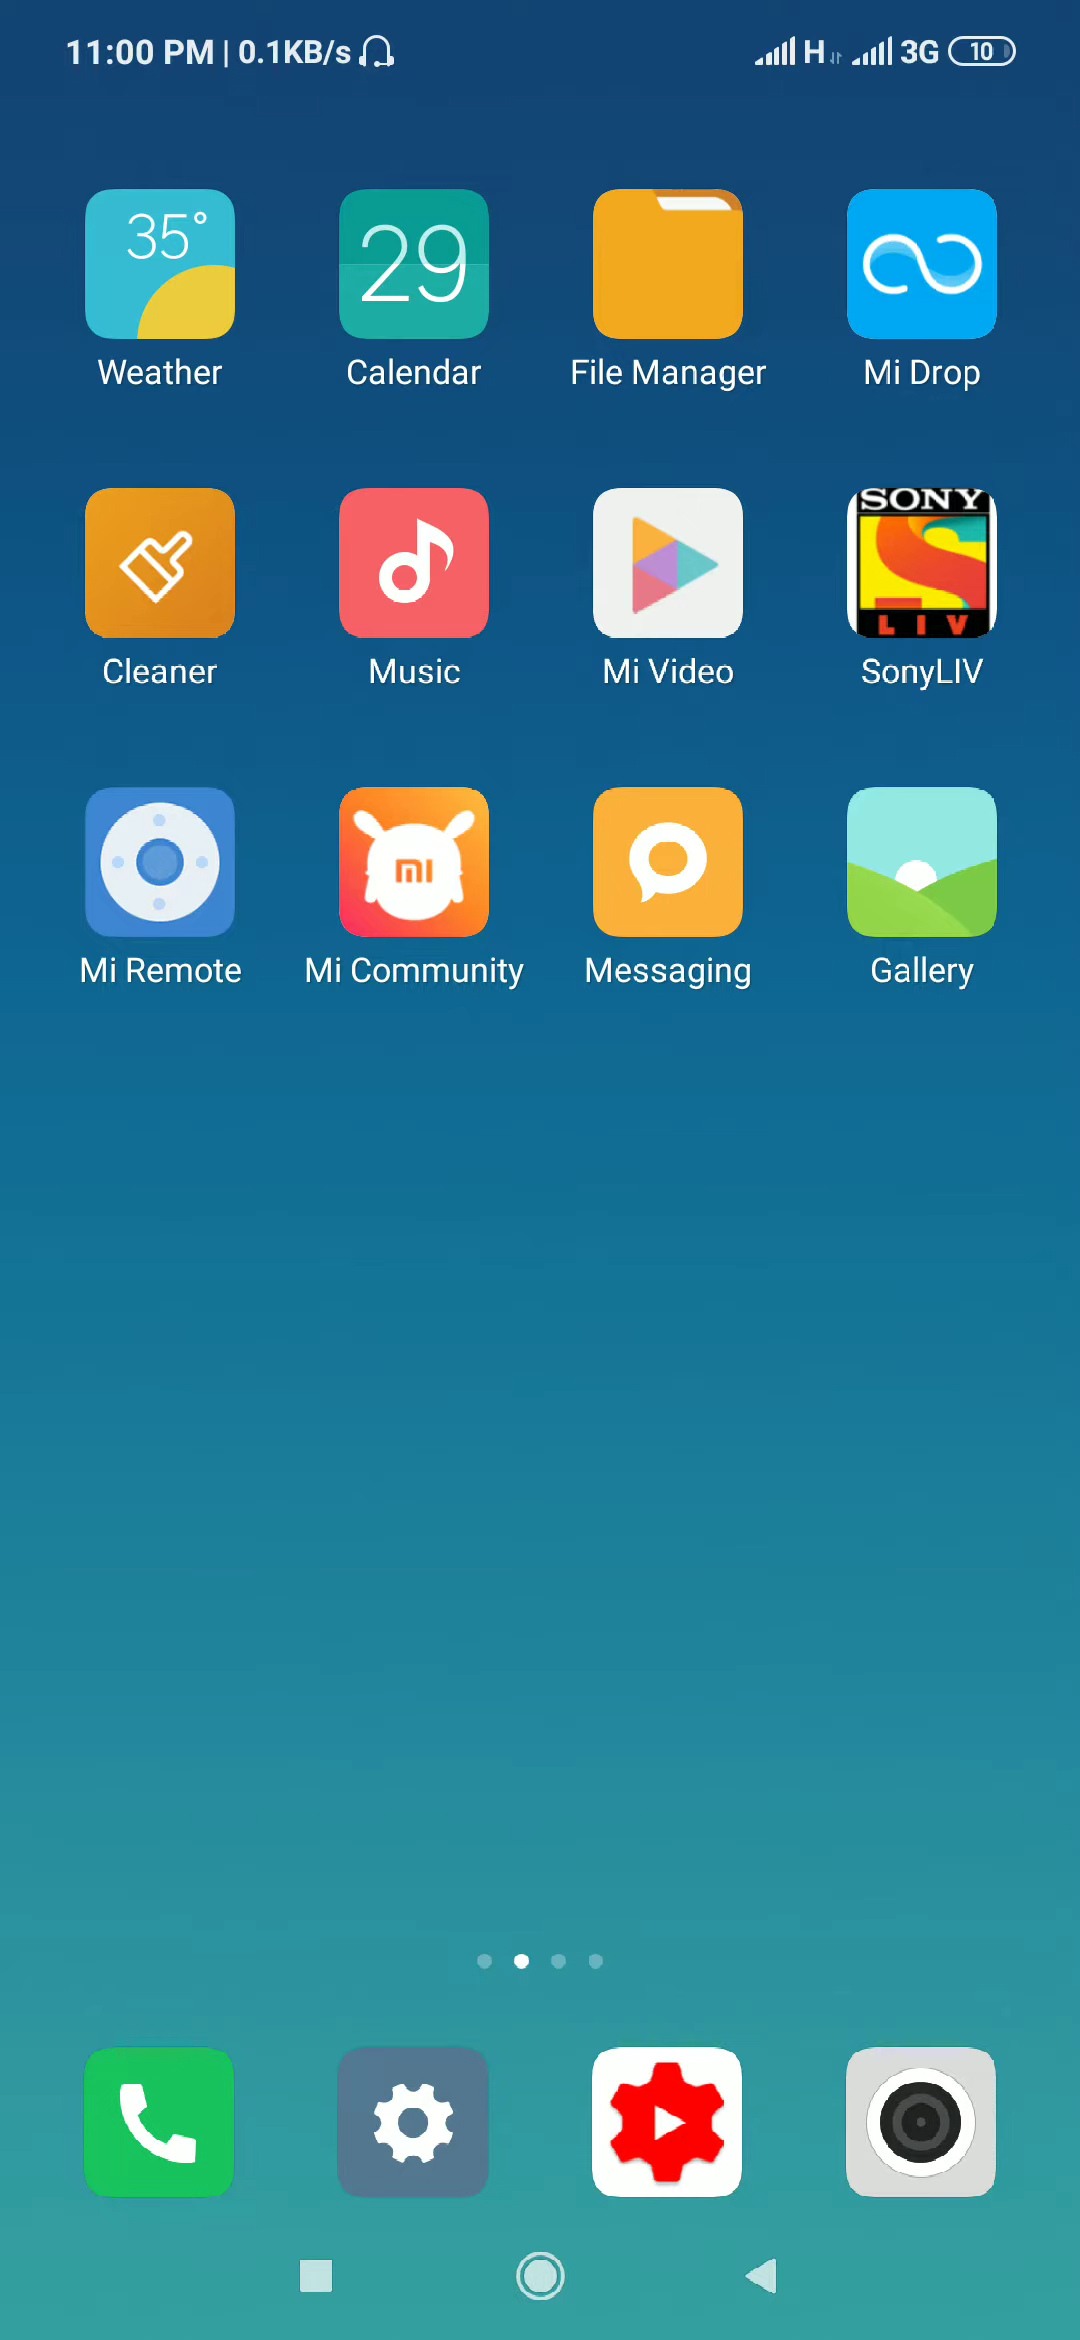 11:00 PM | 0.1KB/s H 3G 10
35° 29
Weather Calendar File Manager Mi Drop
SONY
LIV
Cleaner Music Mi Video SonyLIV
mi
Mi Remote Mi Community Messaging Gallery